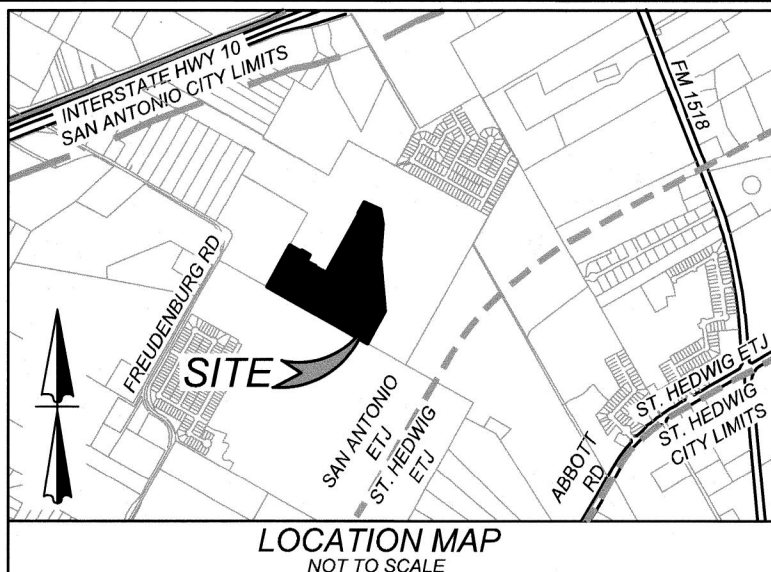 INTERSTATE HWY 10
SAN ANTONIO CITY LIMITS
FM 1518
FREUDENBURG RD
SITE
SAN ANTONIO
ETJ
ST. HEDWIG
ETJ
ABBOTT
RD
ST. HEDWIG ETJ
ST. HEDWIG
CITY LIMITS
LOCATION MAP
NOT TO SCALE